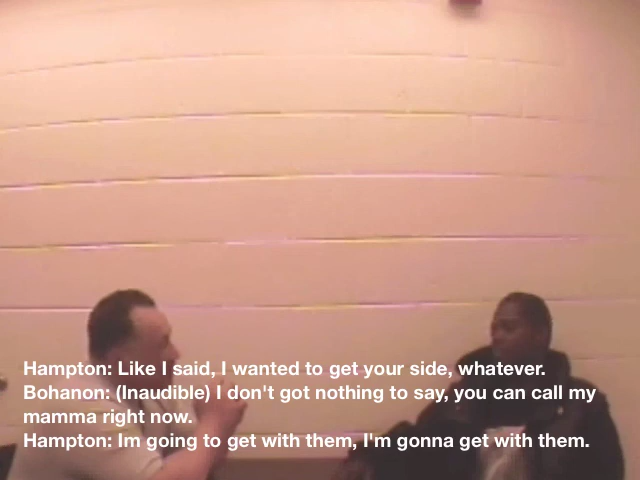 Hampton: Like I said, I wanted to get your side, whatever.
Bohanon: (Inaudible) I don't got nothing to say, you can call my
mamma right now.
Hampton: Im going to get with them, I'm gonna get with them.